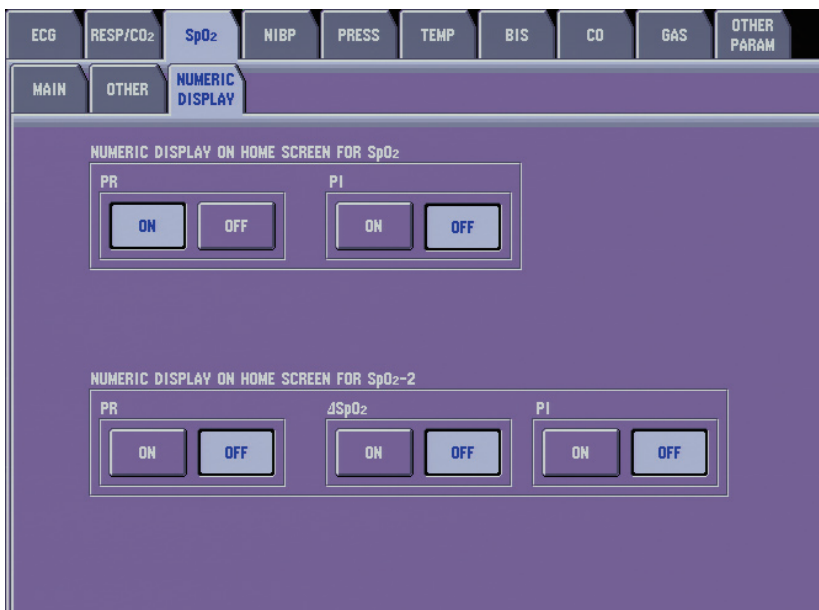 ECG RESP/CO₂ SpO₂ NIBP PRESS TEMP BIS CO GAS OTHER PARAM
MAIN OTHER NUMERIC DISPLAY
NUMERIC DISPLAY ON HOME SCREEN FOR SpO₂
PR PI
ON OFF ON OFF
NUMERIC DISPLAY ON HOME SCREEN FOR SpO₂-2
PR ΔSpO₂ PI
ON OFF ON OFF ON OFF